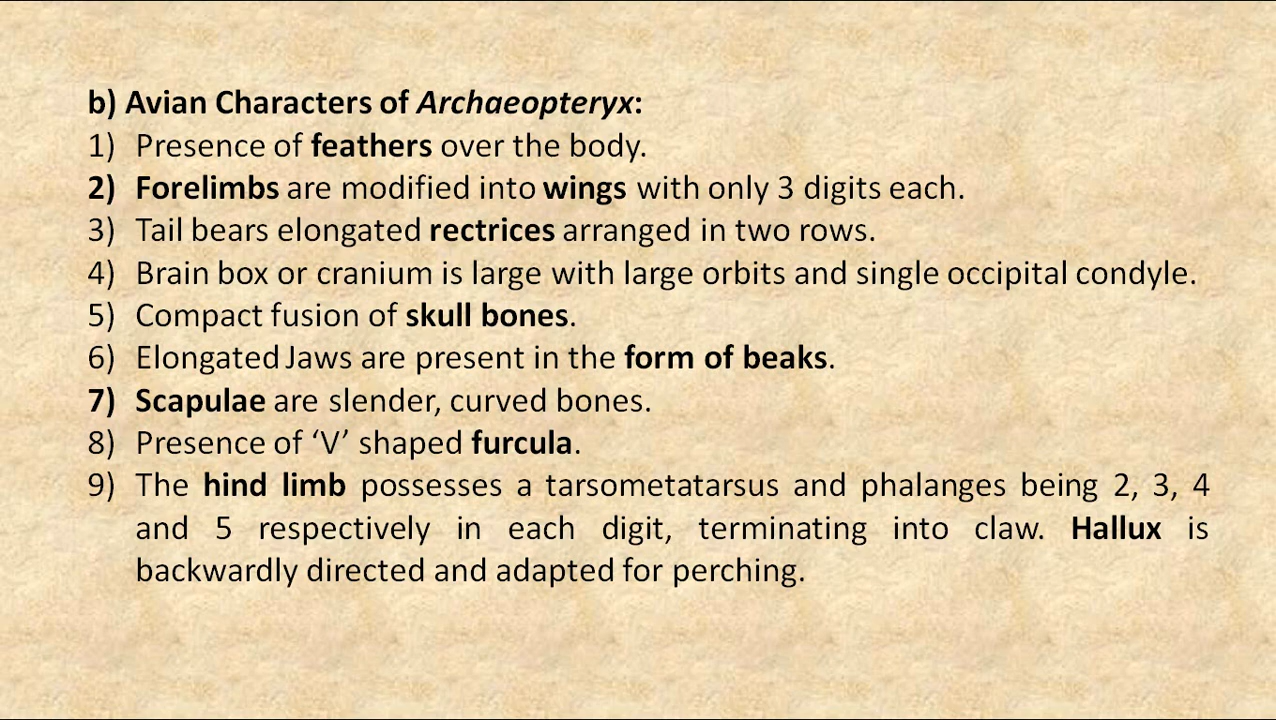 b) Avian Characters of Archaeopteryx:
1) Presence of feathers over the body.
2) Forelimbs are modified into wings with only 3 digits each.
3) Tail bears elongated rectrices arranged in two rows.
4) Brain box or cranium is large with large orbits and single occipital condyle.
5) Compact fusion of skull bones.
6) Elongated Jaws are present in the form of beaks.
7) Scapulae are slender, curved bones.
8) Presence of ‘V’ shaped furcula.
9) The hind limb possesses a tarsometatarsus and phalanges being 2, 3, 4
and 5 respectively in each digit, terminating into claw. Hallux is
backwardly directed and adapted for perching.